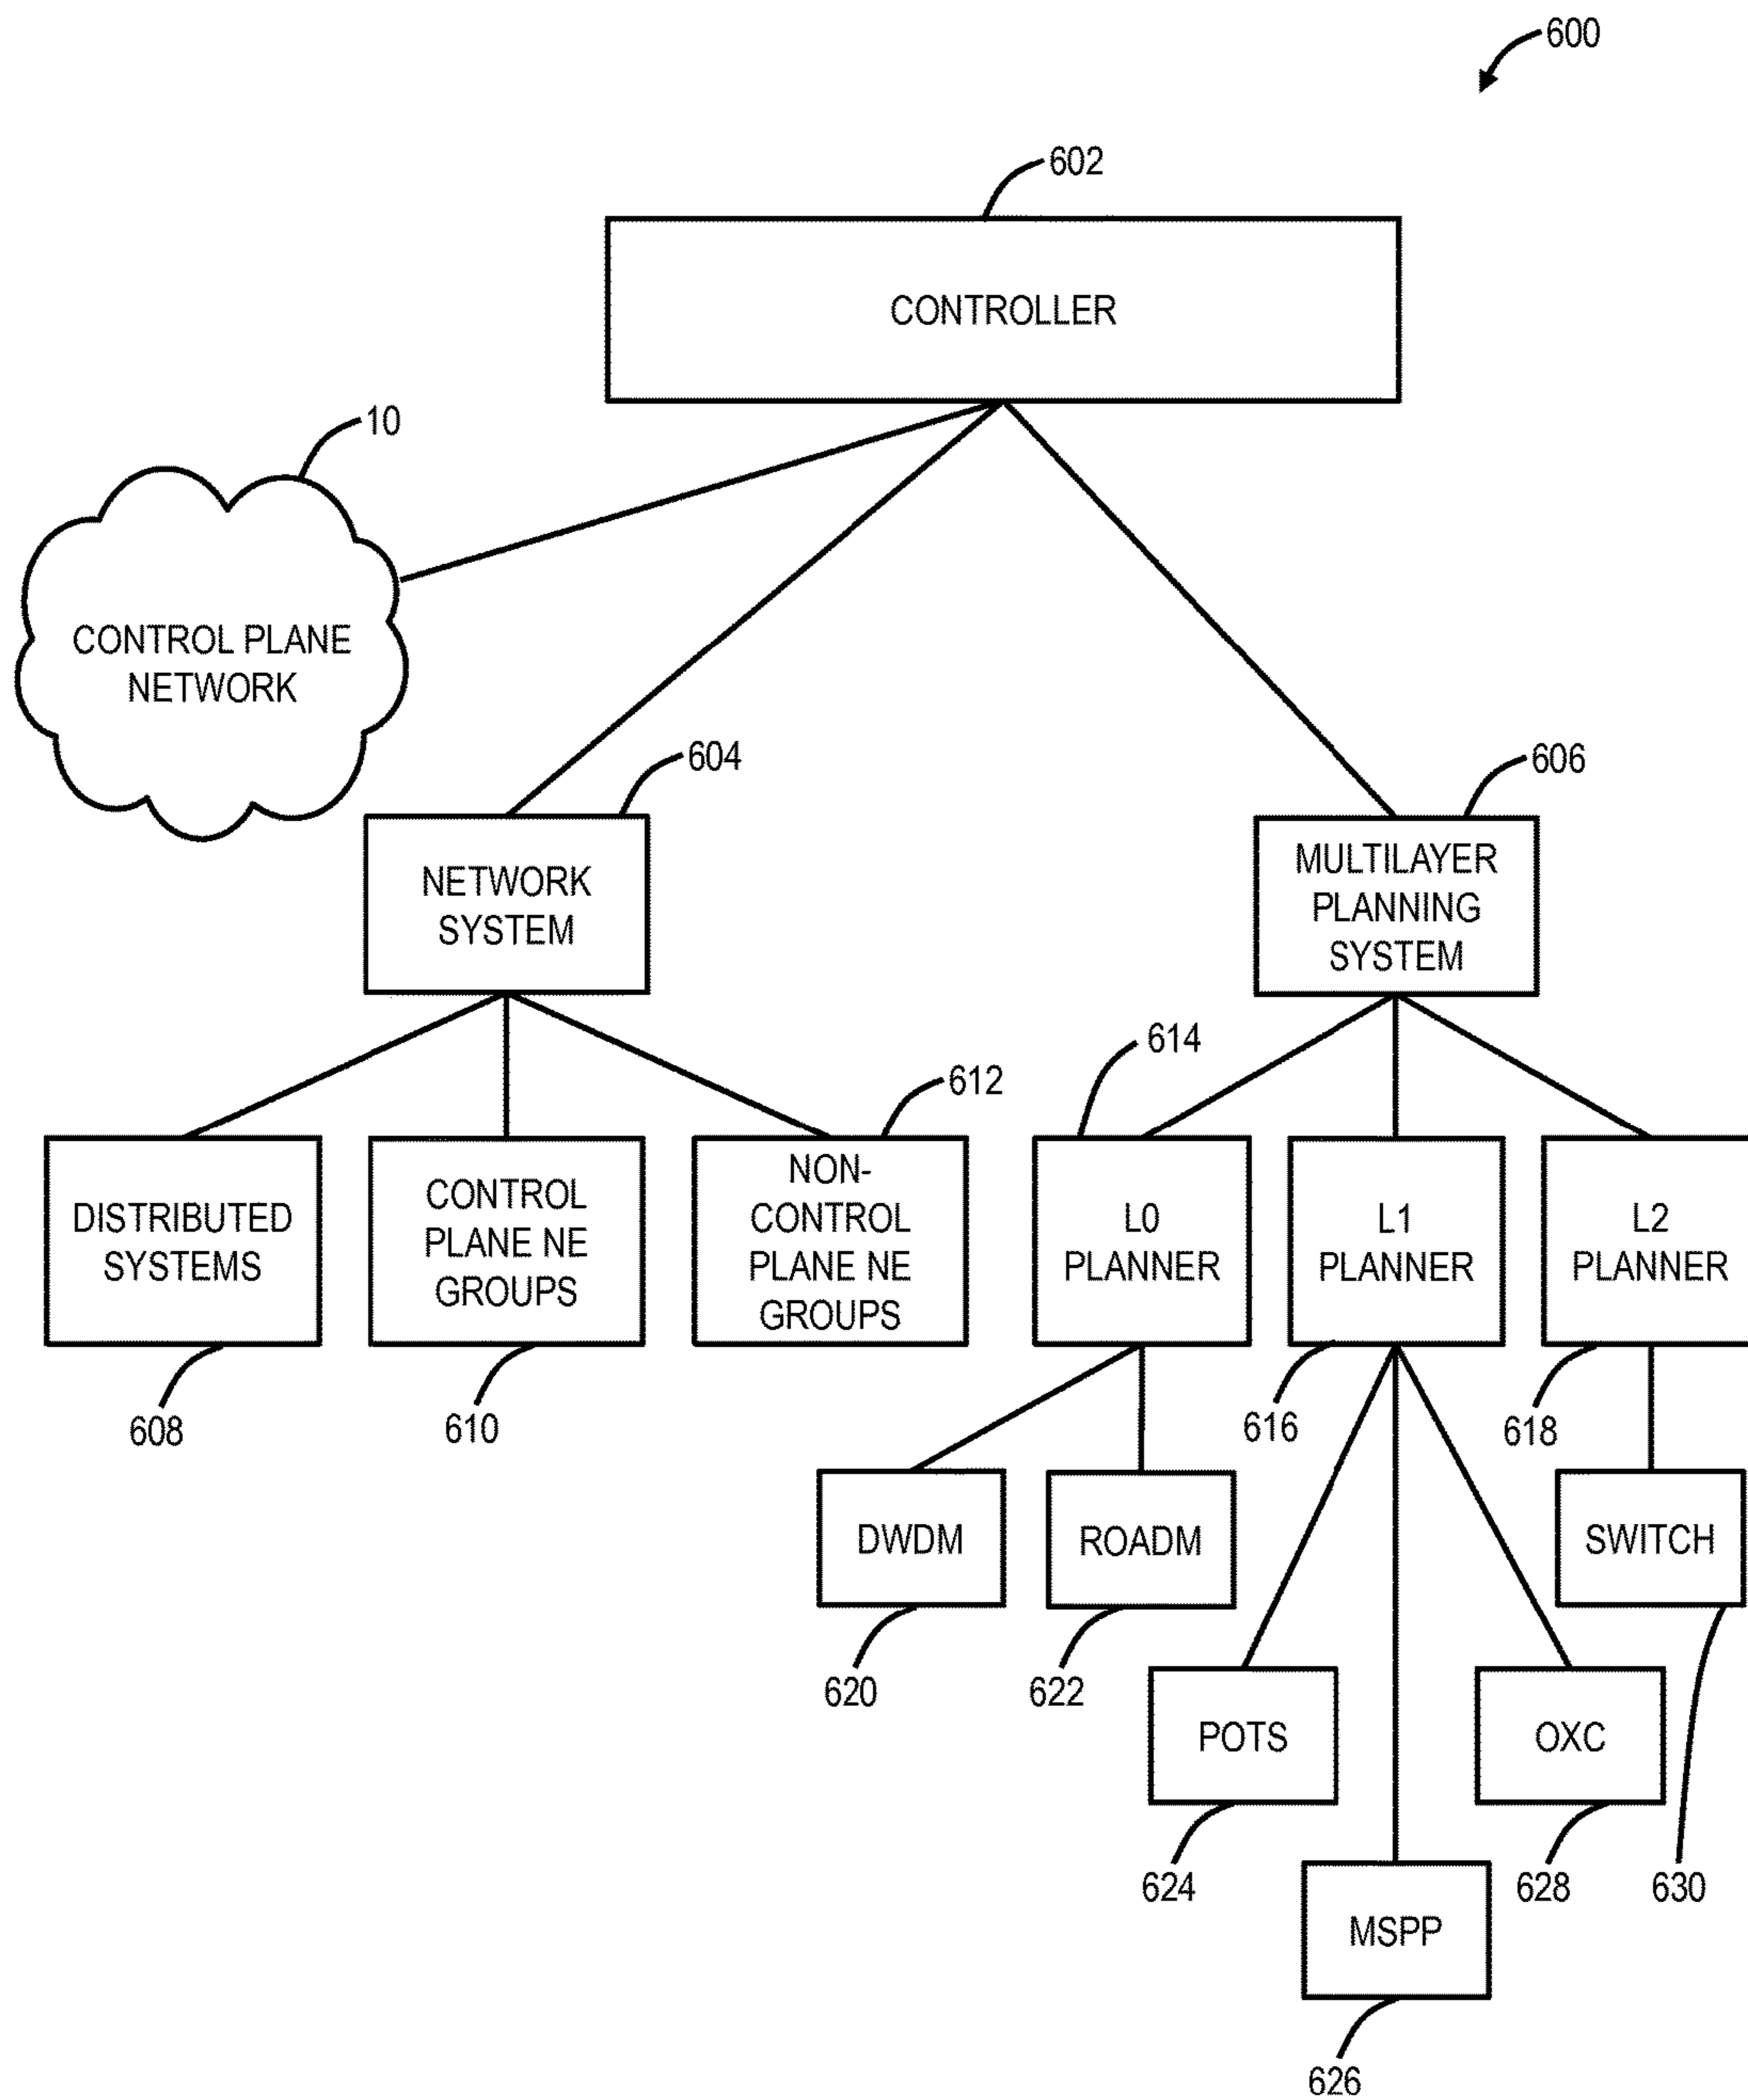 600
602
CONTROLLER
10
CONTROL PLANE
NETWORK
604
606
NETWORK
SYSTEM
MULTILAYER
PLANNING
SYSTEM
614
612
DISTRIBUTED
SYSTEMS
CONTROL
PLANE NE
GROUPS
NON-
CONTROL
PLANE NE
GROUPS
L0
PLANNER
L1
PLANNER
L2
PLANNER
608
610
616
618
DWDM
ROADM
SWITCH
620
622
POTS
OXC
624
628
630
MSPP
626